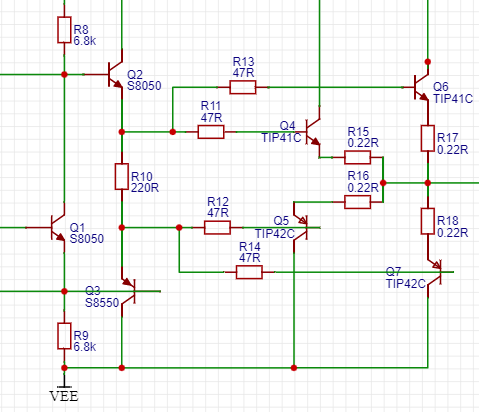 R8
6.8k
Q2
S8050
R13
47R
Q6
TIP41C
R11
47R
Q4
TIP41C
R15
0.22R
R17
0.22R
R10
220R
R16
0.22R
R12
47R
Q5
TIP42C
R18
0.22R
Q1
S8050
R14
47R
Q7
TIP42C
Q3
S8550
R9
6.8k
VEE